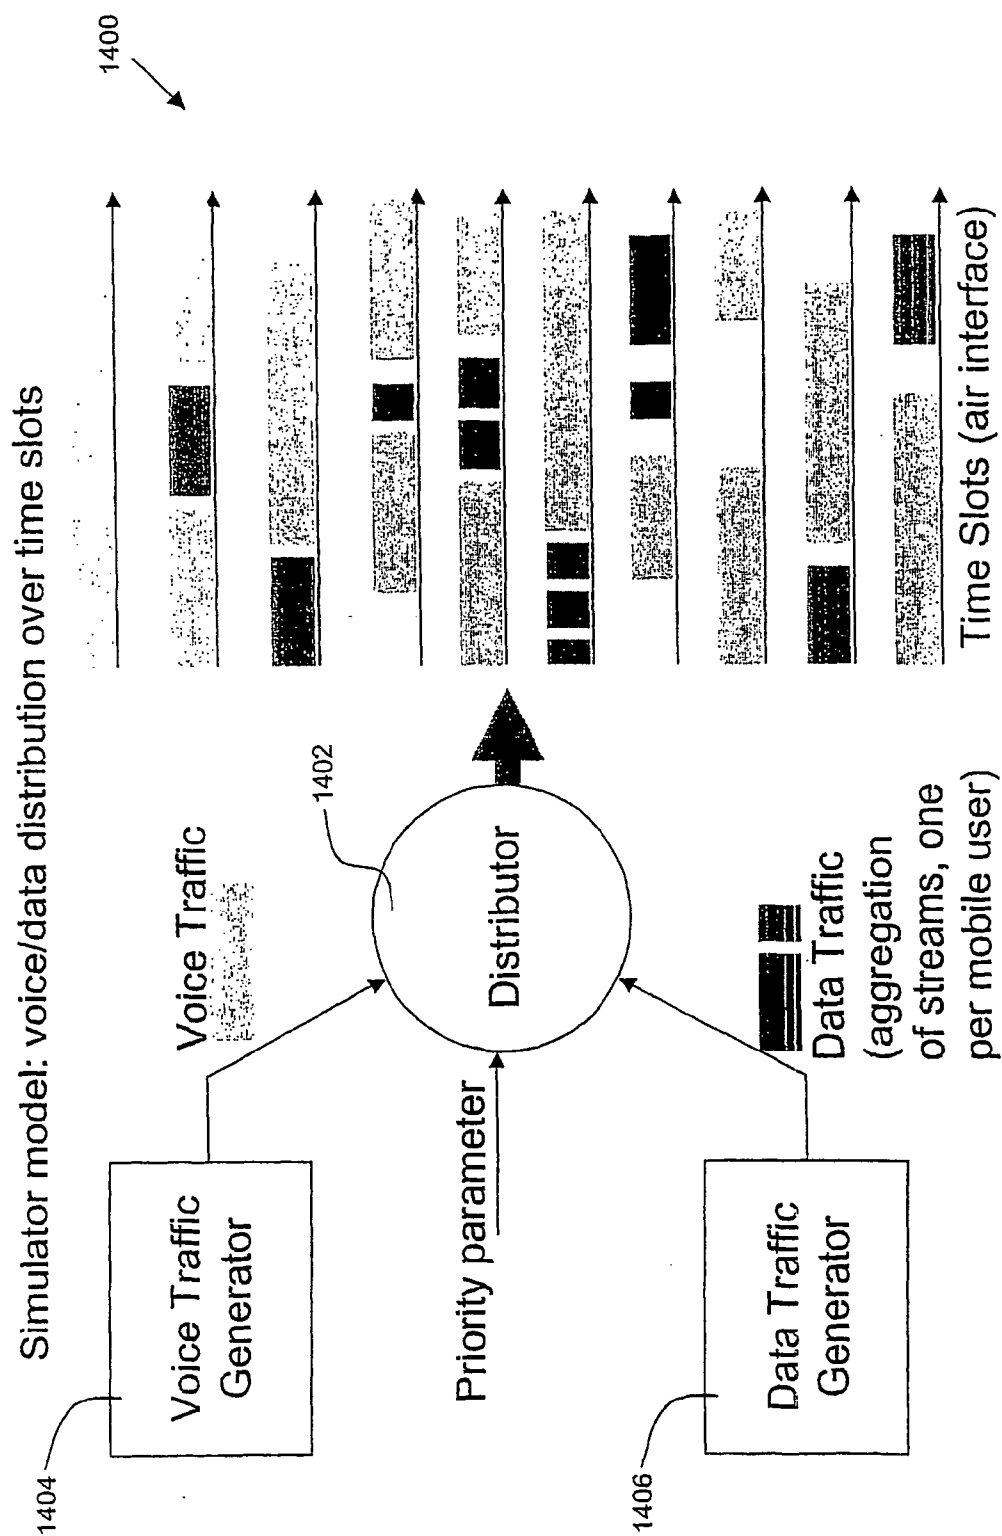 Simulator model: voice/data distribution over time slots
1400
1404
Voice Traffic
Generator
Voice Traffic
1402
Priority parameter
Distributor
1406
Data Traffic
Generator
Data Traffic
(aggregation
of streams, one
per mobile user)
Time Slots (air interface)